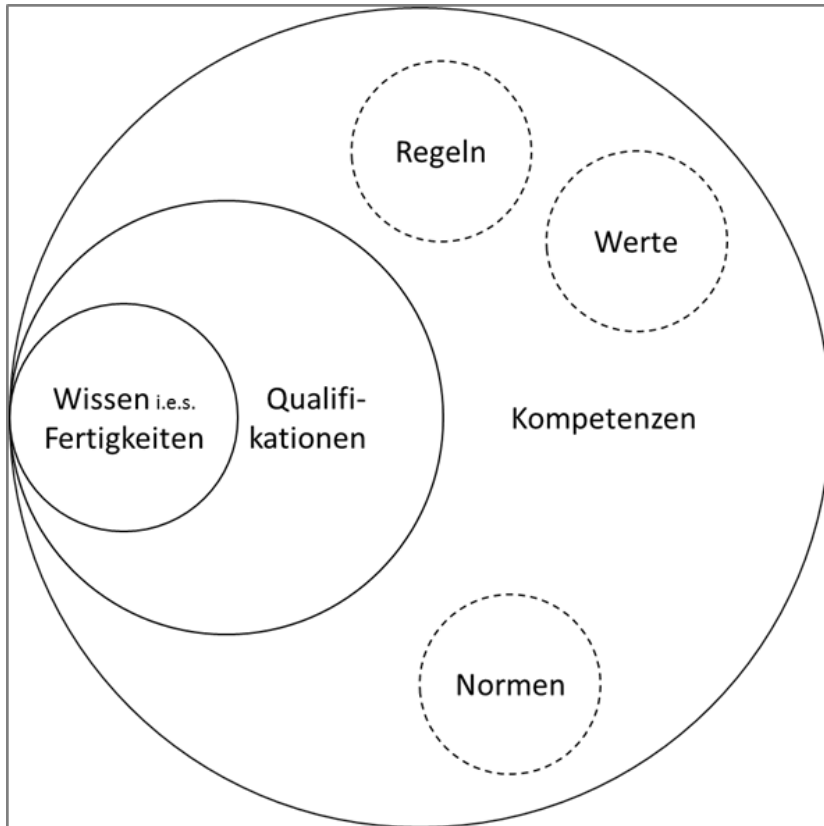 Regeln
Werte
Wissen i.e.s.
Fertigkeiten
Qualifi-
kationen
Kompetenzen
Normen